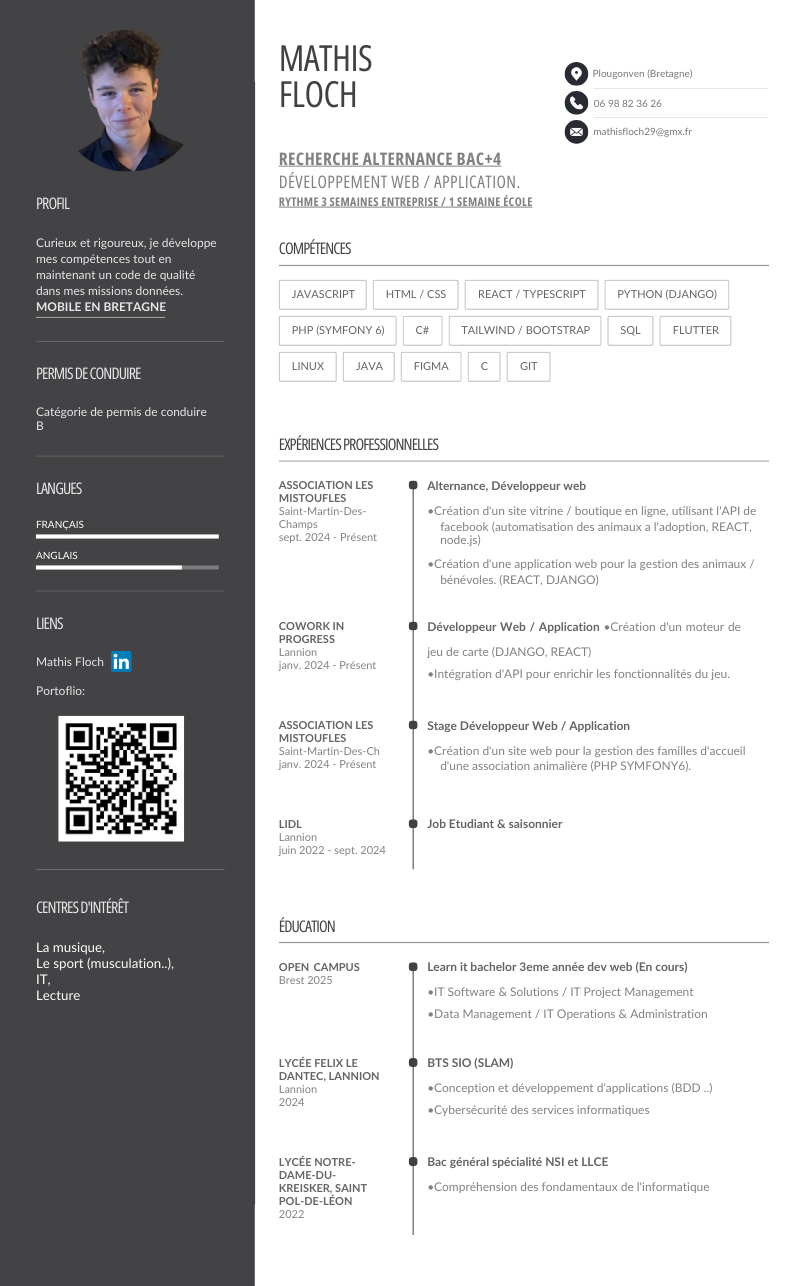 PROFIL
Curieux et rigoureux, je développe
mes compétences tout en
maintenant un code de qualité
dans mes missions données.
MOBILE EN BRETAGNE
PERMIS DE CONDUIRE
Catégorie de permis de conduire
B
LANGUES
FRANÇAIS
ANGLAIS
LIENS
Mathis Floch in
Portoflio:
CENTRES D'INTÉRÊT
La musique,
Le sport (musculation..),
IT,
Lecture
MATHIS
FLOCH
Plougonven (Bretagne)
06 98 82 36 26
mathisfloch29@gmx.fr
RECHERCHE ALTERNANCE BAC+4
DÉVELOPPEMENT WEB / APPLICATION.
RYTHME 3 SEMAINES ENTREPRISE / 1 SEMAINE ÉCOLE
COMPÉTENCES
JAVASCRIPT HTML / CSS REACT / TYPESCRIPT PYTHON (DJANGO)
PHP (SYMFONY 6) C# TAILWIND / BOOTSTRAP SQL FLUTTER
LINUX JAVA FIGMA C GIT
EXPÉRIENCES PROFESSIONNELLES
ASSOCIATION LES
MISTOUFLES
Saint-Martin-Des-
Champs
sept. 2024 - Présent
Alternance, Développeur web
•Création d'un site vitrine / boutique en ligne, utilisant l'API de
facebook (automatisation des animaux a l'adoption, REACT,
node.js)
•Création d'une application web pour la gestion des animaux /
bénévoles. (REACT, DJANGO)
COWORK IN
PROGRESS
Lannion
janv. 2024 - Présent
Développeur Web / Application •Création d'un moteur de
jeu de carte (DJANGO, REACT)
•Intégration d'API pour enrichir les fonctionnalités du jeu.
ASSOCIATION LES
MISTOUFLES
Saint-Martin-Des-Ch
janv. 2024 - Présent
Stage Développeur Web / Application
•Création d'un site web pour la gestion des familles d'accueil
d'une association animalière (PHP SYMFONY6).
LIDL
Lannion
juin 2022 - sept. 2024
Job Etudiant & saisonnier
ÉDUCATION
OPEN CAMPUS
Brest 2025
Learn it bachelor 3eme année dev web (En cours)
•IT Software & Solutions / IT Project Management
•Data Management / IT Operations & Administration
LYCÉE FELIX LE
DANTEC, LANNION
Lannion
2024
BTS SIO (SLAM)
•Conception et développement d'applications (BDD ..)
•Cybersécurité des services informatiques
LYCÉE NOTRE-
DAME-DU-
KREISKER, SAINT
POL-DE-LÉON
2022
Bac général spécialité NSI et LLCE
•Compréhension des fondamentaux de l'informatique